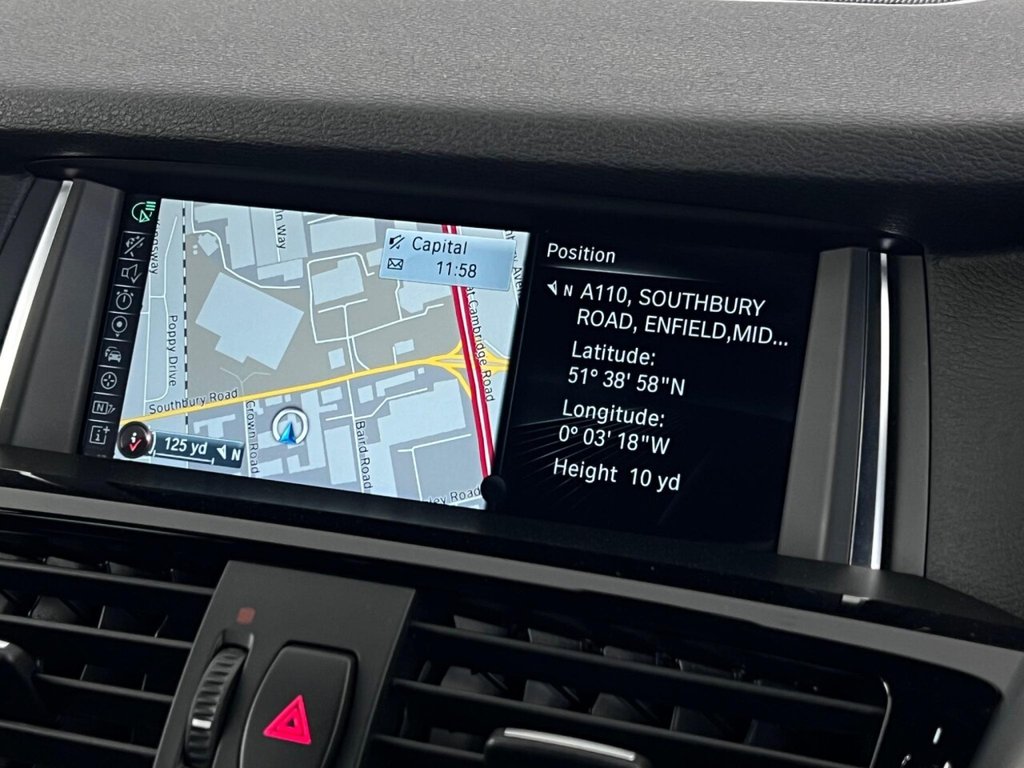 Capital
11:58
Poppy Drive
Southbury Road
Crown Road
Baird Road
Cambridge Road
125 yd
N
Position
N A110, SOUTHBURY
ROAD, ENFIELD,MID...
Latitude:
51° 38' 58"N
Longitude:
0° 03' 18"W
Height 10 yd